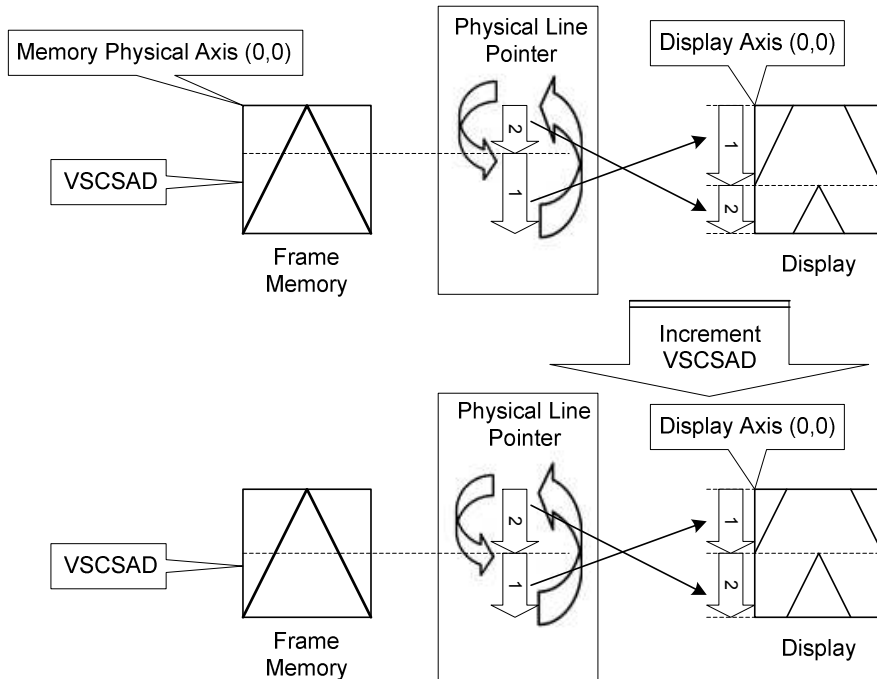 Physical Line
Pointer
Memory Physical Axis (0,0)
Display Axis (0,0)
2
1
1
2
VSCSAD
Frame
Memory
Display
Increment
VSCSAD
Physical Line
Pointer
Display Axis (0,0)
2
1
1
2
VSCSAD
Frame
Memory
Display